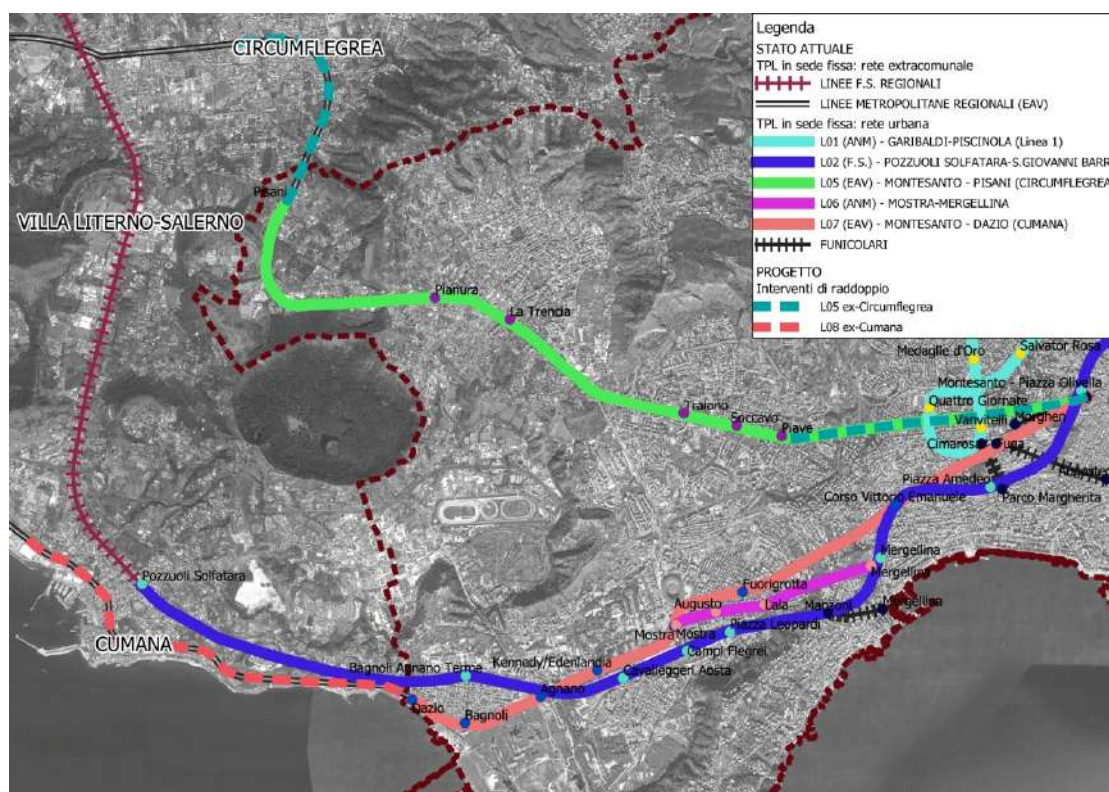 CIRCUMFLEGREA
Legenda
STATO ATTUALE
TPL in sede fissa: rete extracomunale
LINEE F.S. REGIONALI
LINEE METROPOLITANE REGIONALI (EAV)
TPL in sede fissa: rete urbana
L01 (ANM) - GARIBALDI-PISCINOLA (Linea 1)
L02 (F.S.) - POZZUOLI SOLFATARA-S.GIOVANNI BARR
L05 (EAV) - MONTESANTO - PISANI (CIRCUMFLEGREA
L06 (ANM) - MOSTRA-MERGELLINA
L07 (EAV) - MONTESANTO - DAZIO (CUMANA)
FUNICOLARI
PROGETTO
Interventi di raddoppio
L05 ex-Circumflegrea
L08 ex-Cumana
Pisani
VILLA LITERNO-SALERNO
Pianura
La Trencia
Medaglie d'Oro
Salvator Rosa
Montesanto - Piazza Olivella
Quattro Giornate
Traiano
Soccavo
Piave
Vanvitelli
Morghen
Cimarosa
Fuga
Piazza Amedeo
Parco Margherita
Corso Vittorio Emanuele
Mergellina
Mergellina
Pozzuoli Solfatara
Fuorigrotta
Augusto
Lala
Manzoni
Mergellina
Mostra
Mostra
Piazza Leopardi
CUMANA
Campi Flegrei
Kennedy/Edenlandia
Bagnoli Agnano Terme
Cavalleggeri Aosta
Agnano
Dazio
Bagnoli